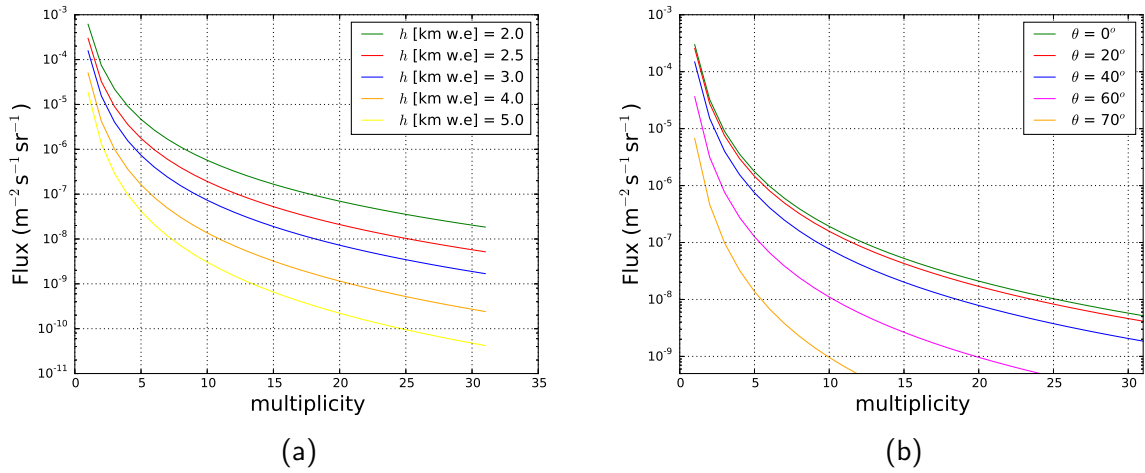 10⁻³
10⁻⁴
10⁻⁵
10⁻⁶
10⁻⁷
10⁻⁸
10⁻⁹
10⁻¹⁰
10⁻¹¹
Flux (m⁻² s⁻¹ sr⁻¹)
h [km w.e] = 2.0
h [km w.e] = 2.5
h [km w.e] = 3.0
h [km w.e] = 4.0
h [km w.e] = 5.0
0 5 10 15 20 25 30 35
multiplicity
(a)
10⁻³
10⁻⁴
10⁻⁵
10⁻⁶
10⁻⁷
10⁻⁸
10⁻⁹
Flux (m⁻² s⁻¹ sr⁻¹)
θ = 0°
θ = 20°
θ = 40°
θ = 60°
θ = 70°
0 5 10 15 20 25 30
multiplicity
(b)